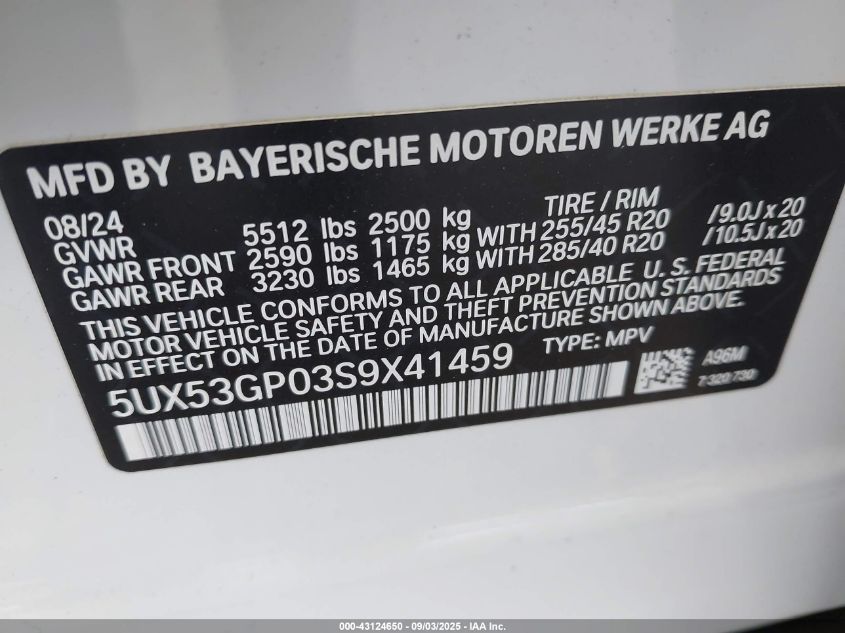 MFD BY BAYERISCHE MOTOREN WERKE AG
08/24
GVWR 5512 lbs 2500 kg TIRE / RIM
GAWR FRONT 2590 lbs 1175 kg WITH 255/45 R20 /9.0J x 20
GAWR REAR 3230 lbs 1465 kg WITH 285/40 R20 /10.5J x 20
THIS VEHICLE CONFORMS TO ALL APPLICABLE U. S. FEDERAL
MOTOR VEHICLE SAFETY AND THEFT PREVENTION STANDARDS
IN EFFECT ON THE DATE OF MANUFACTURE SHOWN ABOVE.
5UX53GP03S9X41459 TYPE: MPV
A96M
7 320 730
000-43124650 - 09/03/2025 - IAA Inc.